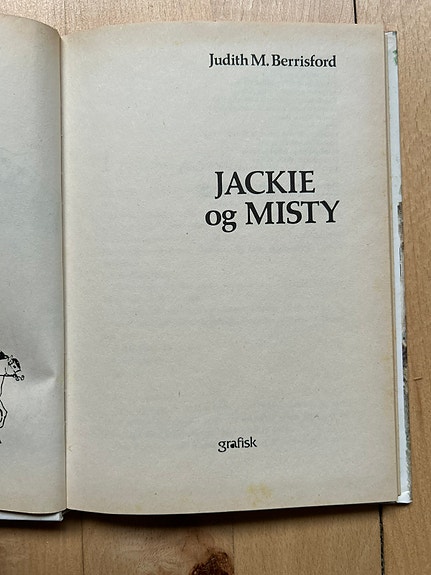 Judith M. Berrisford
JACKIE
og MISTY
grafisk